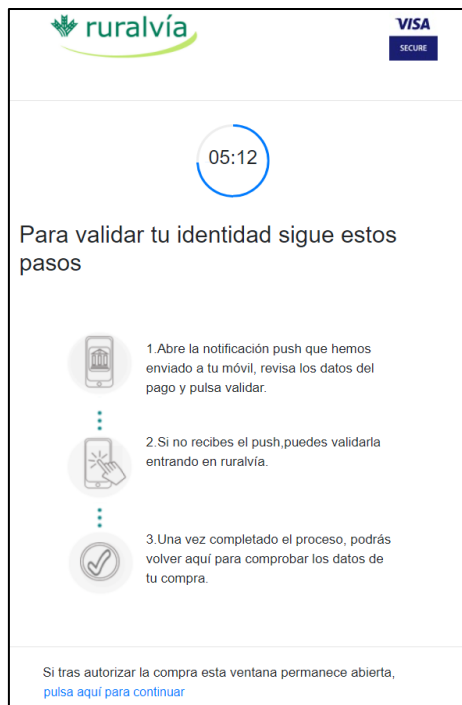 ruralvía
VISA
SECURE
05:12
Para validar tu identidad sigue estos
pasos
1.Abre la notificación push que hemos
enviado a tu móvil, revisa los datos del
pago y pulsa validar.
2.Si no recibes el push,puedes validarla
entrando en ruralvía.
3.Una vez completado el proceso, podrás
volver aquí para comprobar los datos de
tu compra.
Si tras autorizar la compra esta ventana permanece abierta,
pulsa aquí para continuar